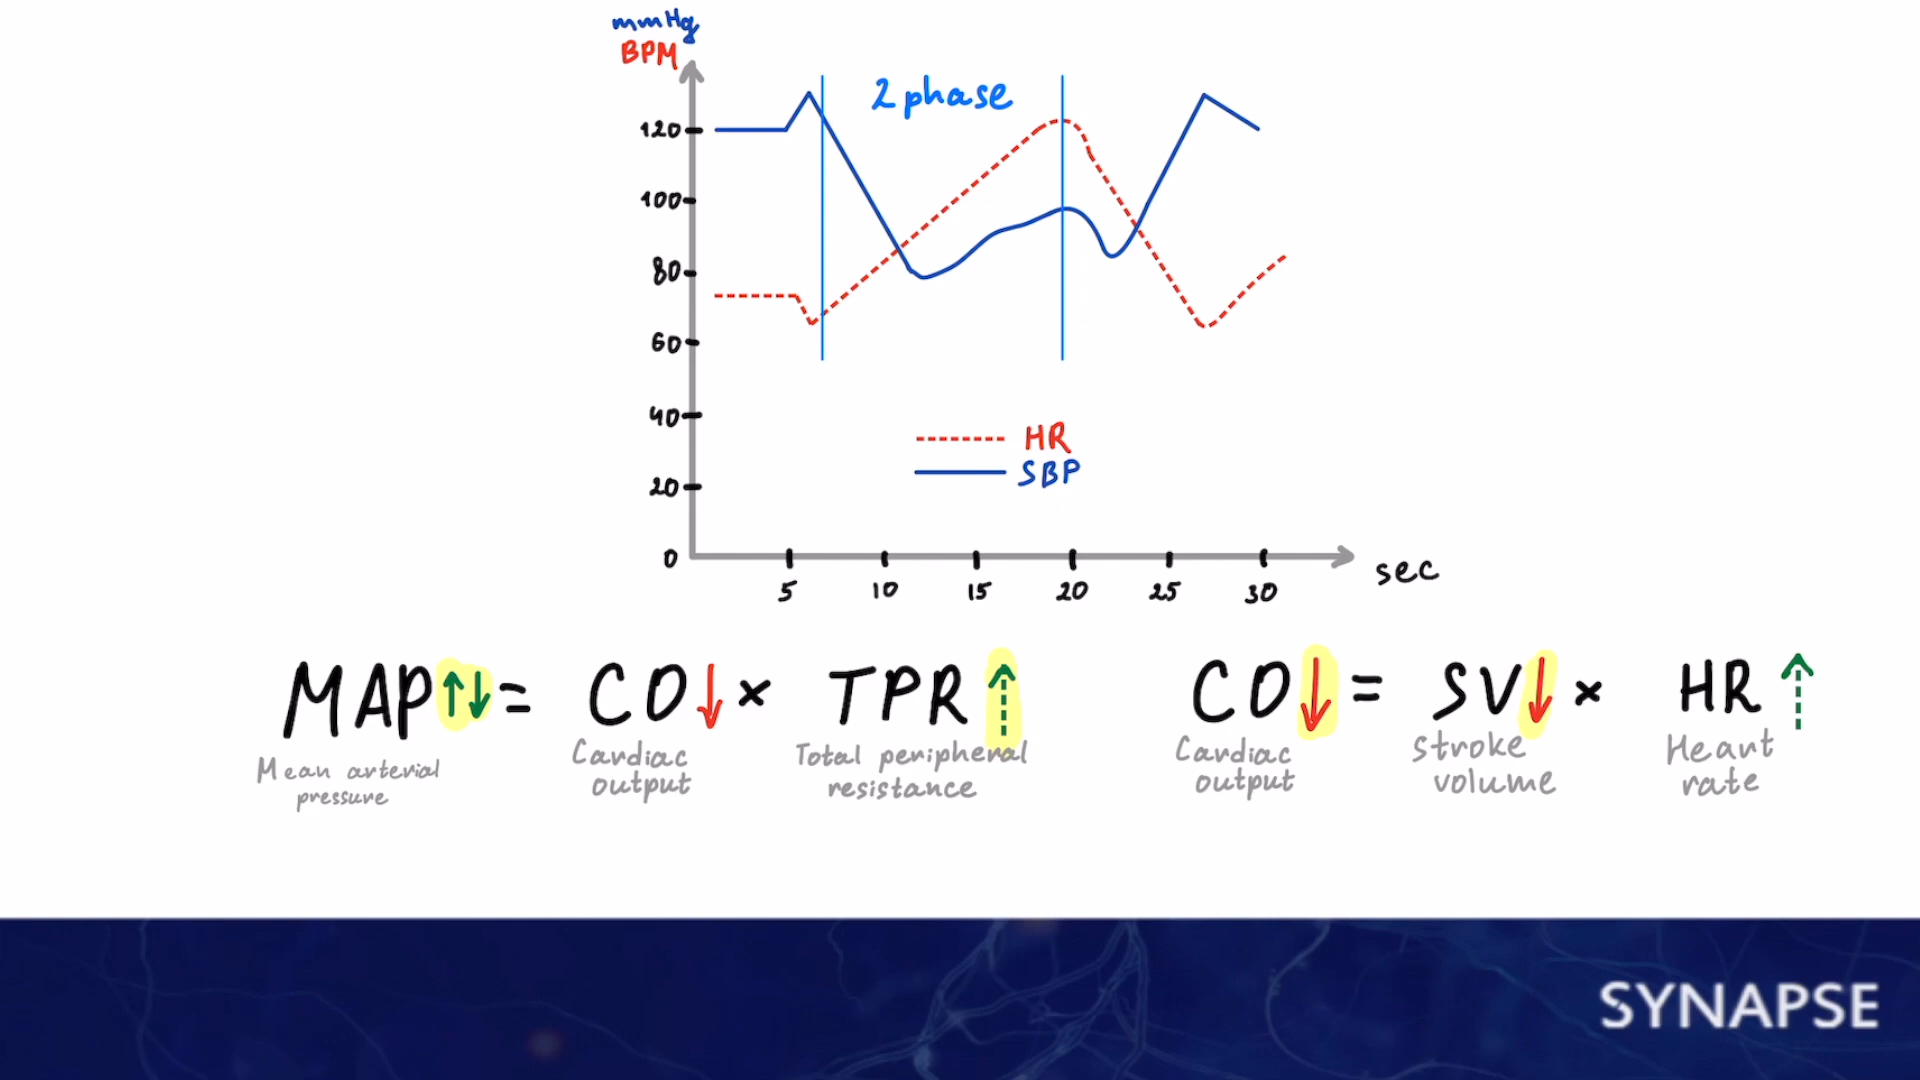 mmHg
BPM
2 phase
120
100
80
60
40
20
0
HR
SBP
5 10 15 20 25 30
sec
MAP↑↓ = CO↓ × TPR↑
Mean arterial pressure
Cardiac output
Total peripheral resistance
CO↓ = SV↓ × HR↑
Cardiac output
Stroke volume
Heart rate
SYNAPSE